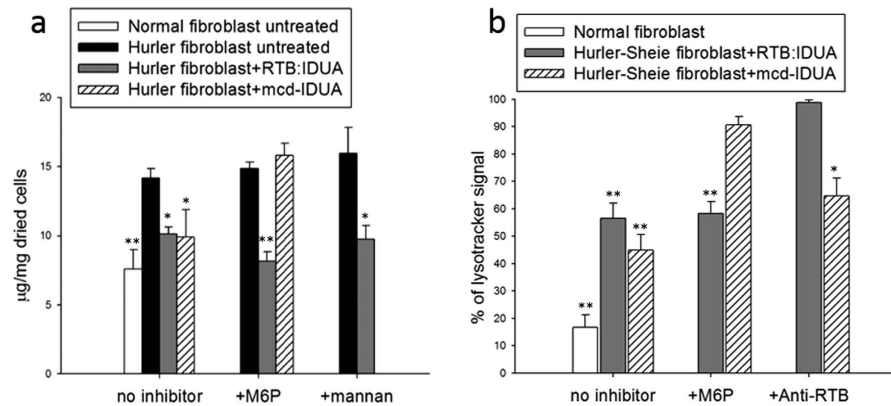 a
Normal fibroblast untreated
Hurler fibroblast untreated
Hurler fibroblast+RTB:IDUA
Hurler fibroblast+mcd-IDUA
µg/mg dried cells
20
15
10
5
0
**
*
*
**
*
no inhibitor +M6P +mannan
b
Normal fibroblast
Hurler-Sheie fibroblast+RTB:IDUA
Hurler-Sheie fibroblast+mcd-IDUA
% of lysotracker signal
100
90
80
70
60
50
40
30
20
10
0
**
**
**
**
*
no inhibitor +M6P +Anti-RTB